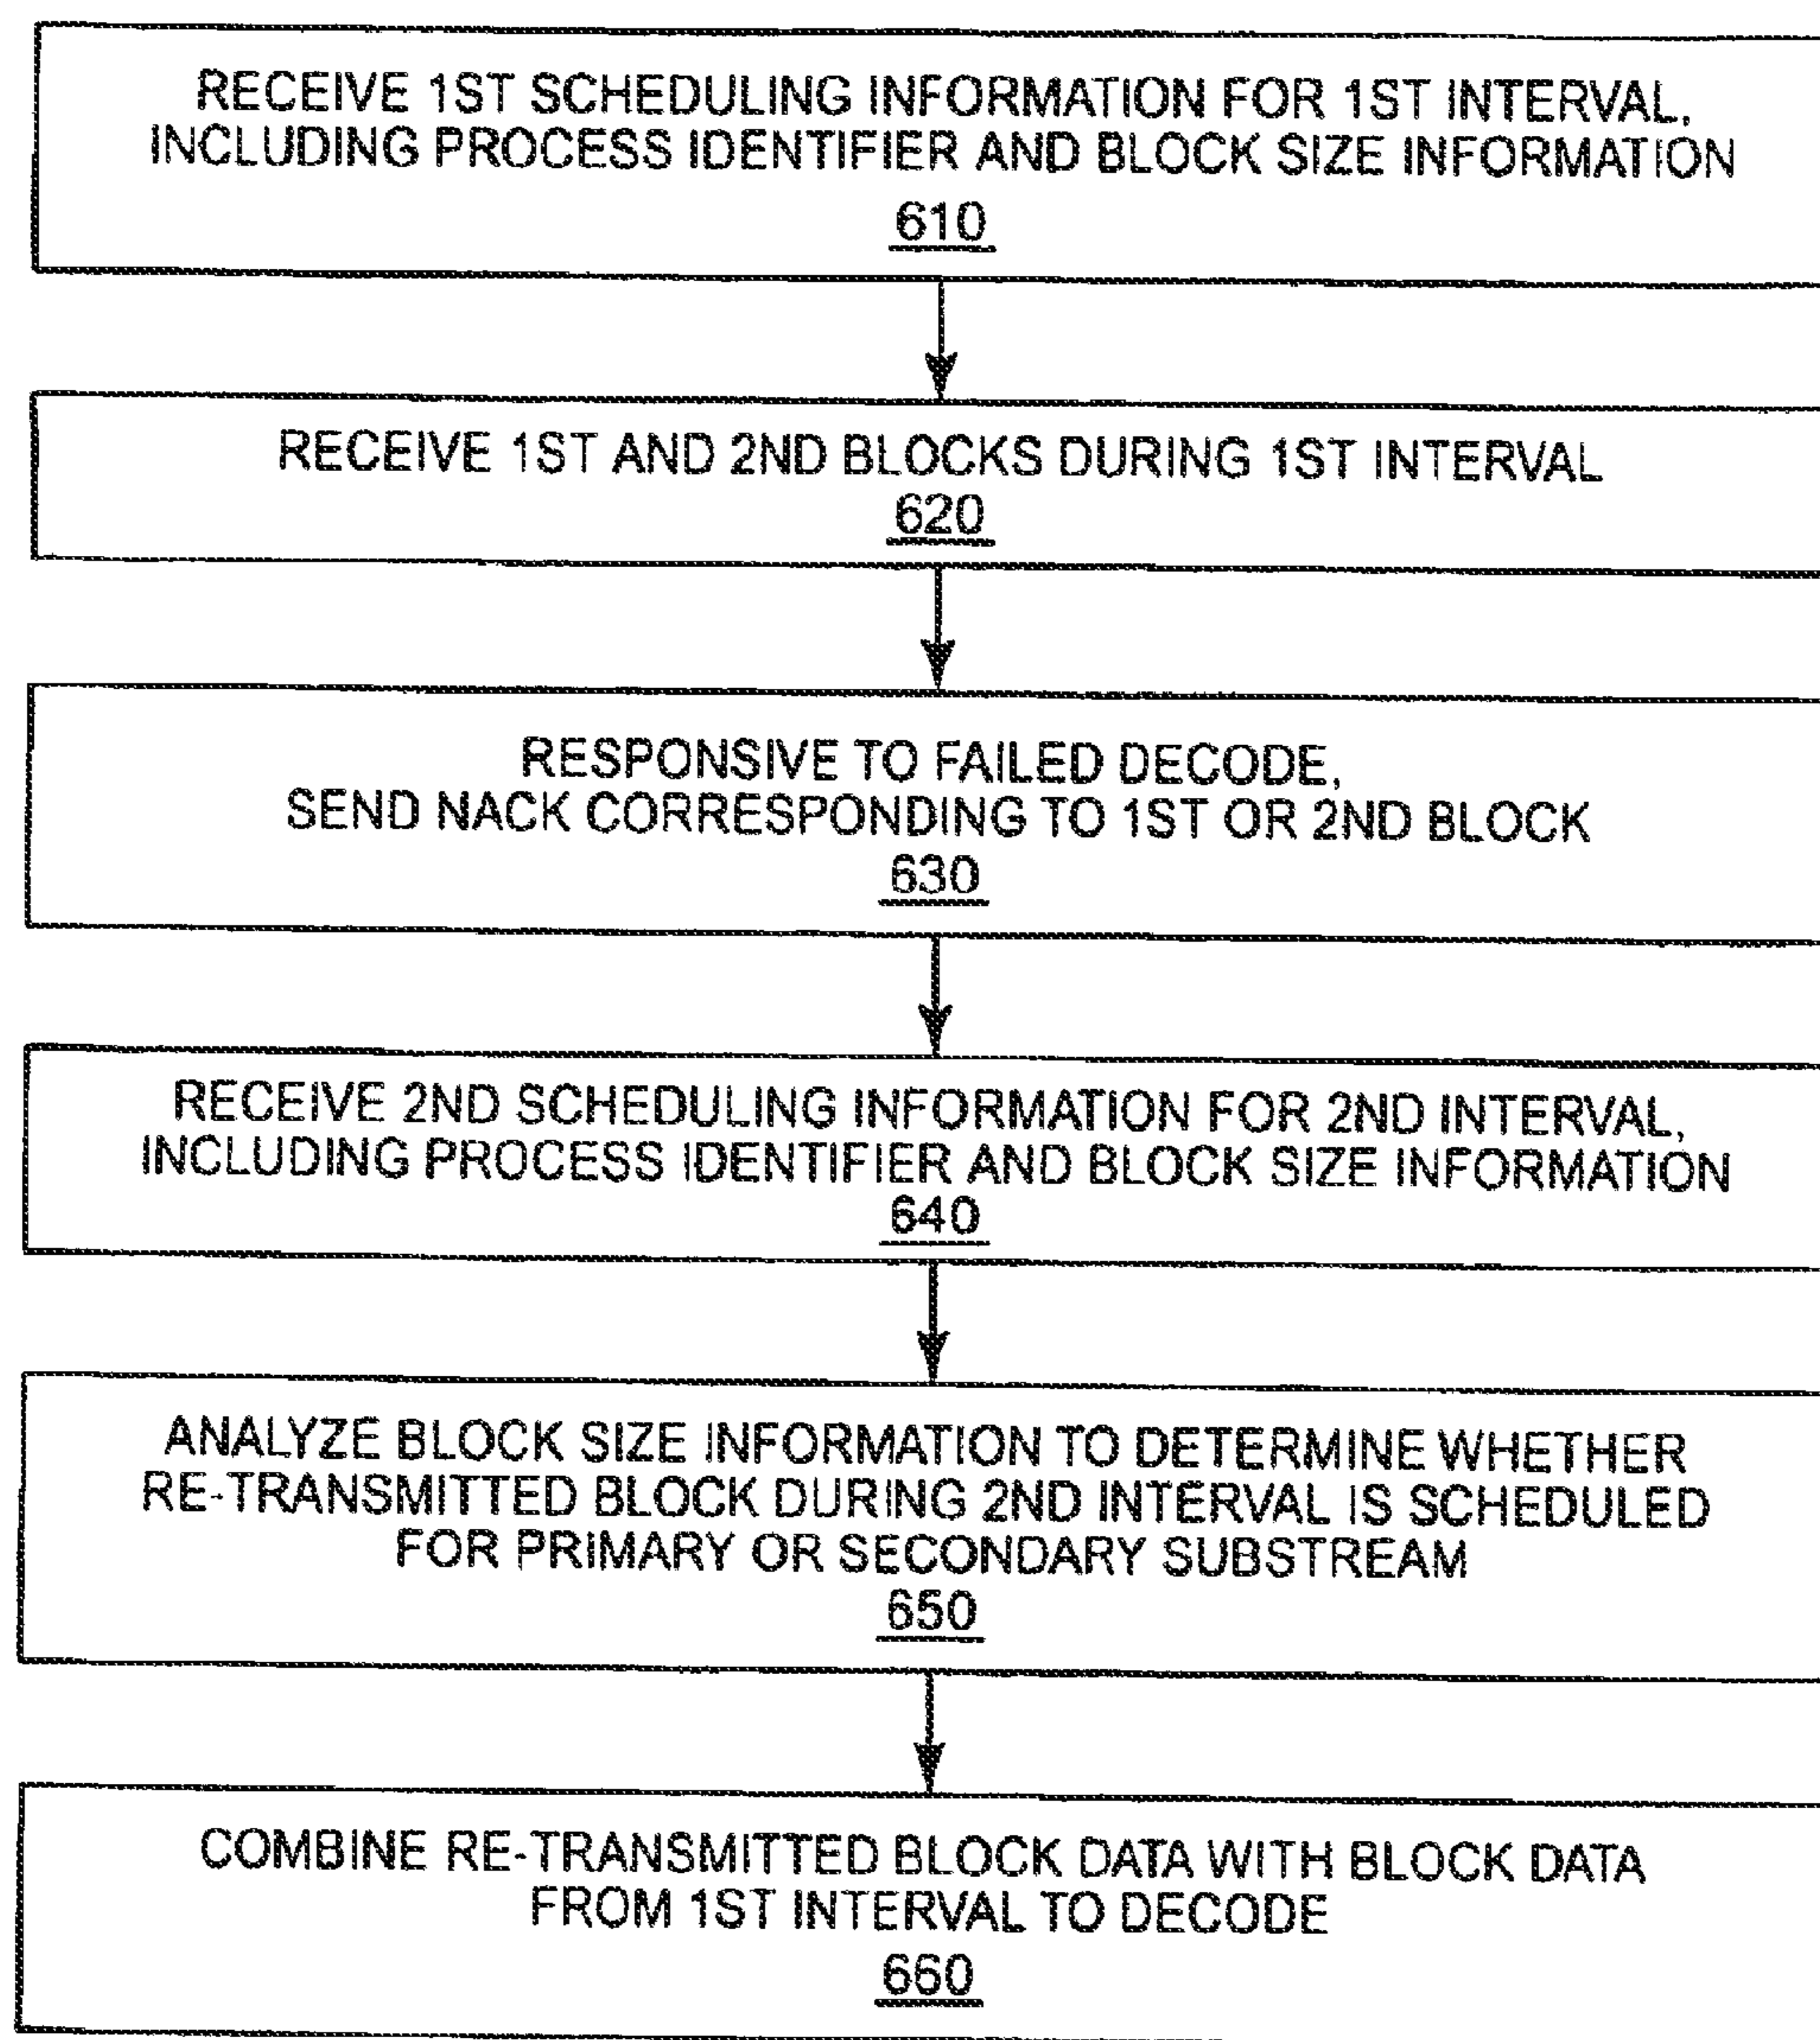 RECEIVE 1ST SCHEDULING INFORMATION FOR 1ST INTERVAL,
INCLUDING PROCESS IDENTIFIER AND BLOCK SIZE INFORMATION
610
RECEIVE 1ST AND 2ND BLOCKS DURING 1ST INTERVAL
620
RESPONSIVE TO FAILED DECODE,
SEND NACK CORRESPONDING TO 1ST OR 2ND BLOCK
630
RECEIVE 2ND SCHEDULING INFORMATION FOR 2ND INTERVAL,
INCLUDING PROCESS IDENTIFIER AND BLOCK SIZE INFORMATION
640
ANALYZE BLOCK SIZE INFORMATION TO DETERMINE WHETHER
RE-TRANSMITTED BLOCK DURING 2ND INTERVAL IS SCHEDULED
FOR PRIMARY OR SECONDARY SUBSTREAM
650
COMBINE RE-TRANSMITTED BLOCK DATA WITH BLOCK DATA
FROM 1ST INTERVAL TO DECODE
660